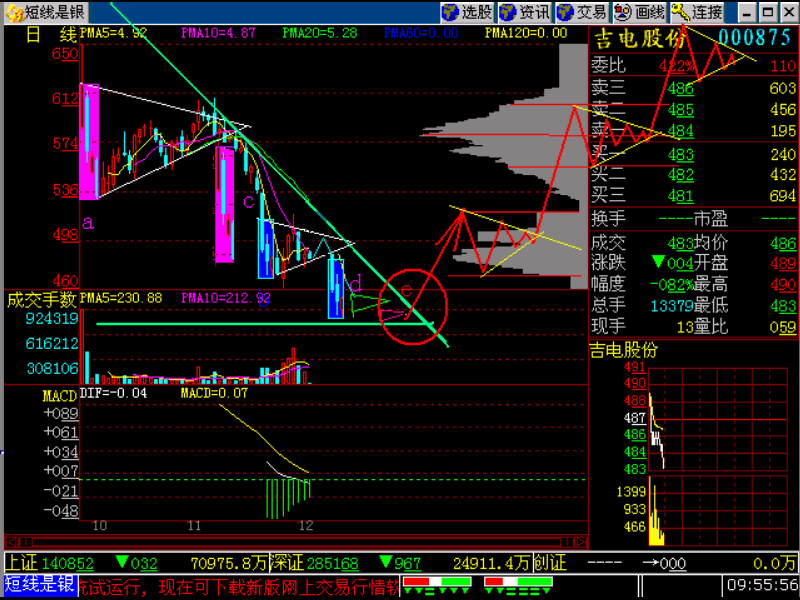 短线是银 选股 资讯 交易 画线 连接
日 线 PMA5=4.92 PMA10=4.87 PMA20=5.28 PMA60=0.00 PMA120=0.00
吉电股份 000875
650
612
574
536
498
460
a
c
d
e
委比 422% 110
卖三 486 603
卖二 485 456
卖一 484 195
买一 483 240
买二 482 432
买三 481 694
换手 ----- 市盈 -----
成交 483 均价 486
涨跌 ▼004 开盘 489
幅度 -082% 最高 490
总手 13379 最低 483
现手 13 量比 059
成交手数 PMA5=230.88 PMA10=212.92
924319
616212
308106
吉电股份
491
490
488
487
486
484
483
1399
933
466
MACD DIF=-0.04 MACD=0.07
+089
+061
+034
+007
-021
-048
10 11 12
上证 140852 ▼032 70975.8万 深证 285168 ▼967 24911.4万 创证 ---- →000 0.0万
短线是银 统试运行，现在可下载新版网上交易行情软
09:55:56